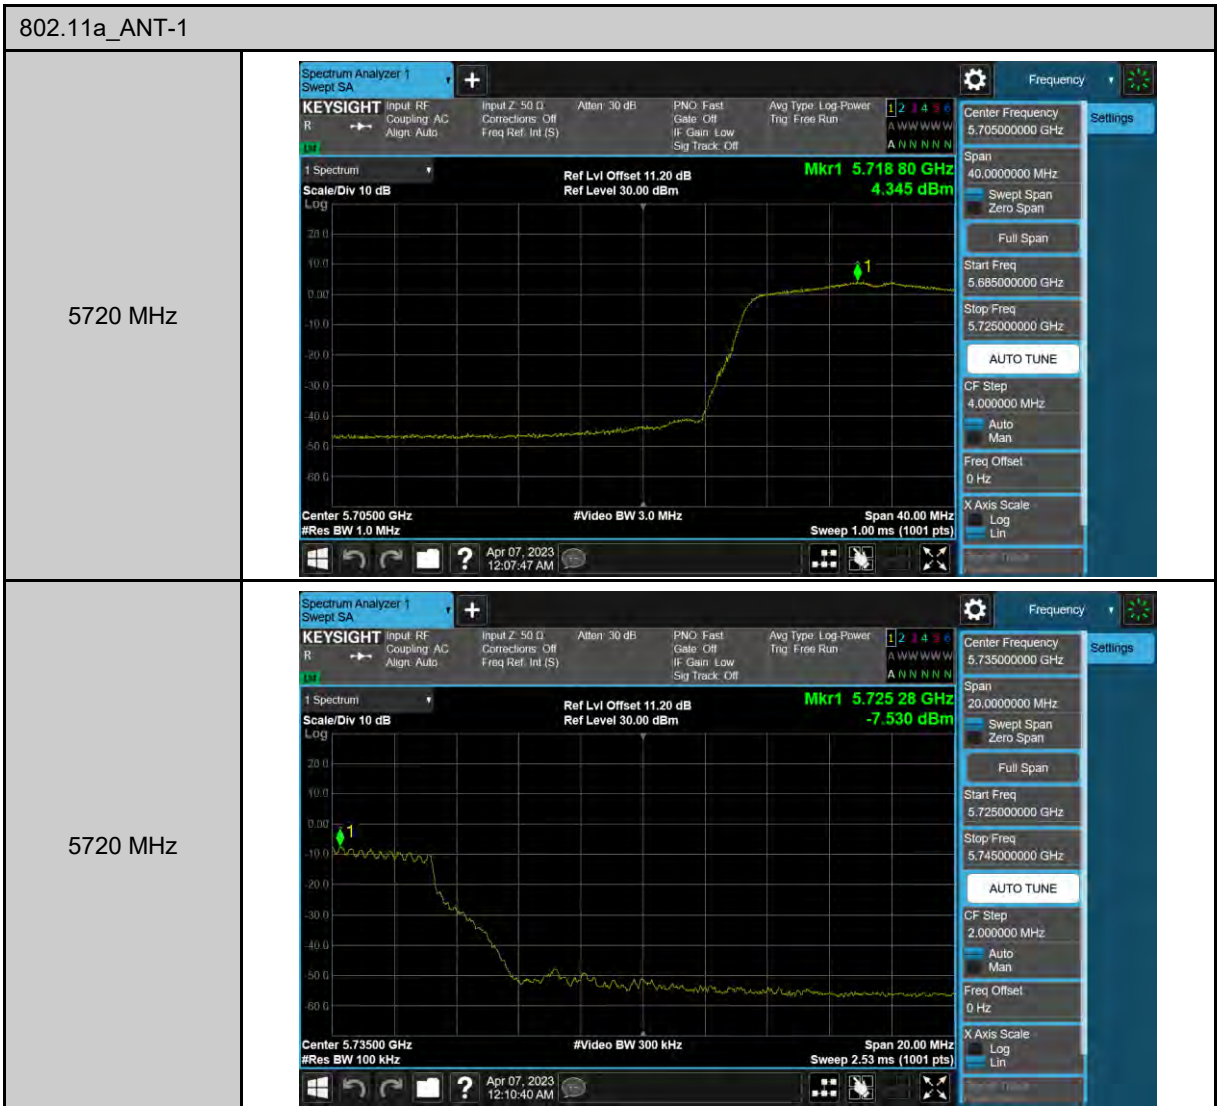 802.11a_ANT-1
5720 MHz
Spectrum Analyzer 1
Swept SA
Frequency
KEYSIGHT
R
Input: RF
Coupling: AC
Align: Auto
Input Z: 50 Ω
Corrections: Off
Freq Ref: Int (S)
Atten: 30 dB
PNO: Fast
Gate: Off
IF Gain: Low
Sig Track: Off
Avg Type: Log-Power
Trig: Free Run
1 2 3 4 5 6
A W W W W W
A N N N N N
1 Spectrum
Scale/Div 10 dB
Log
Ref Lvl Offset 11.20 dB
Ref Level 30.00 dBm
Mkr1 5.718 80 GHz
4.345 dBm
20.0
10.0
0.00
-10.0
-20.0
-30.0
-40.0
-50.0
-60.0
1
Center 5.70500 GHz
#Res BW 1.0 MHz
#Video BW 3.0 MHz
Span 40.00 MHz
Sweep 1.00 ms (1001 pts)
Apr 07, 2023
12:07:47 AM
Center Frequency
5.705000000 GHz
Settings
Span
40.0000000 MHz
Swept Span
Zero Span
Full Span
Start Freq
5.685000000 GHz
Stop Freq
5.725000000 GHz
AUTO TUNE
CF Step
4.000000 MHz
Auto
Man
Freq Offset
0 Hz
X Axis Scale
Log
Lin
5720 MHz
Spectrum Analyzer 1
Swept SA
Frequency
KEYSIGHT
R
Input: RF
Coupling: AC
Align: Auto
Input Z: 50 Ω
Corrections: Off
Freq Ref: Int (S)
Atten: 30 dB
PNO: Fast
Gate: Off
IF Gain: Low
Sig Track: Off
Avg Type: Log-Power
Trig: Free Run
1 2 3 4 5 6
A W W W W W
A N N N N N
1 Spectrum
Scale/Div 10 dB
Log
Ref Lvl Offset 11.20 dB
Ref Level 30.00 dBm
Mkr1 5.725 28 GHz
-7.530 dBm
20.0
10.0
0.00
-10.0
-20.0
-30.0
-40.0
-50.0
-60.0
1
Center 5.73500 GHz
#Res BW 100 kHz
#Video BW 300 kHz
Span 20.00 MHz
Sweep 2.53 ms (1001 pts)
Apr 07, 2023
12:10:40 AM
Center Frequency
5.735000000 GHz
Settings
Span
20.0000000 MHz
Swept Span
Zero Span
Full Span
Start Freq
5.725000000 GHz
Stop Freq
5.745000000 GHz
AUTO TUNE
CF Step
2.000000 MHz
Auto
Man
Freq Offset
0 Hz
X Axis Scale
Log
Lin